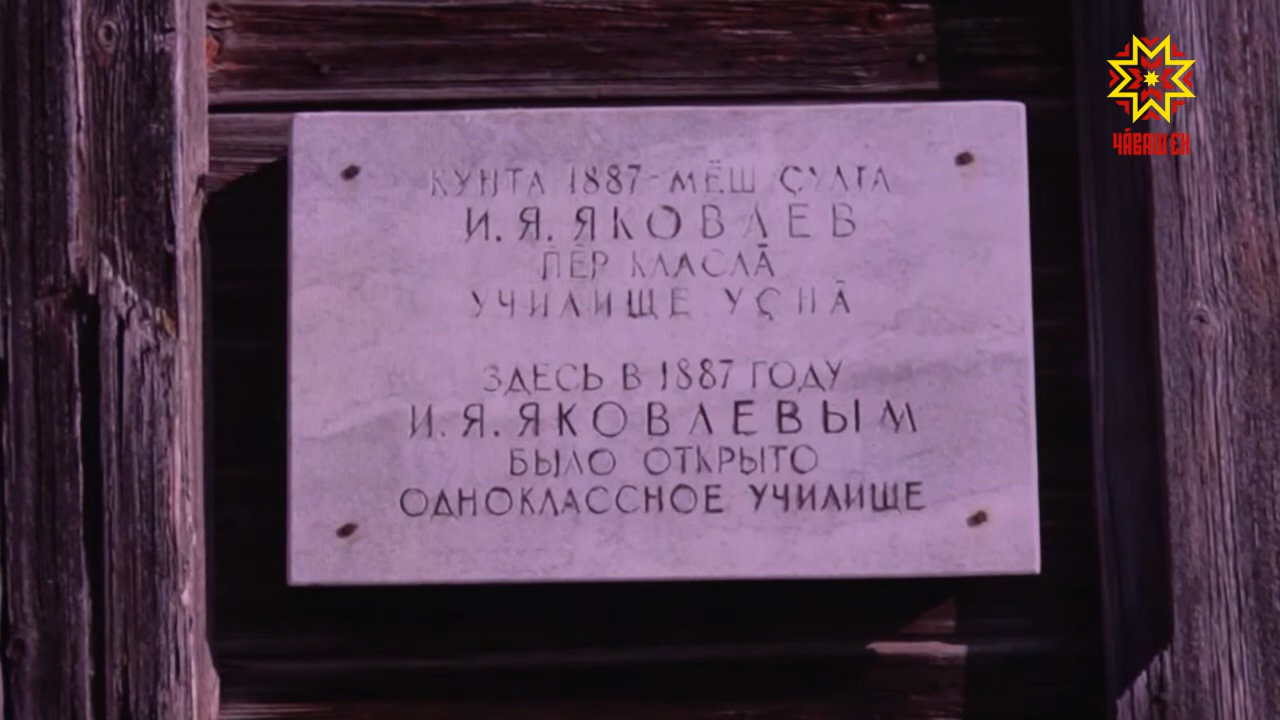 КУНТА 1887-МĔШ ÇУЛТА
И. Я. ЯКОВЛЕВ
ПĔР КЛАСЛĂ
УЧИЛИЩЕ УÇНĂ
ЗДЕСЬ В 1887 ГОДУ
И. Я. ЯКОВЛЕВЫМ
БЫЛО ОТКРЫТО
ОДНОКЛАССНОЕ УЧИЛИЩЕ
ЧĂВАШ ЕН